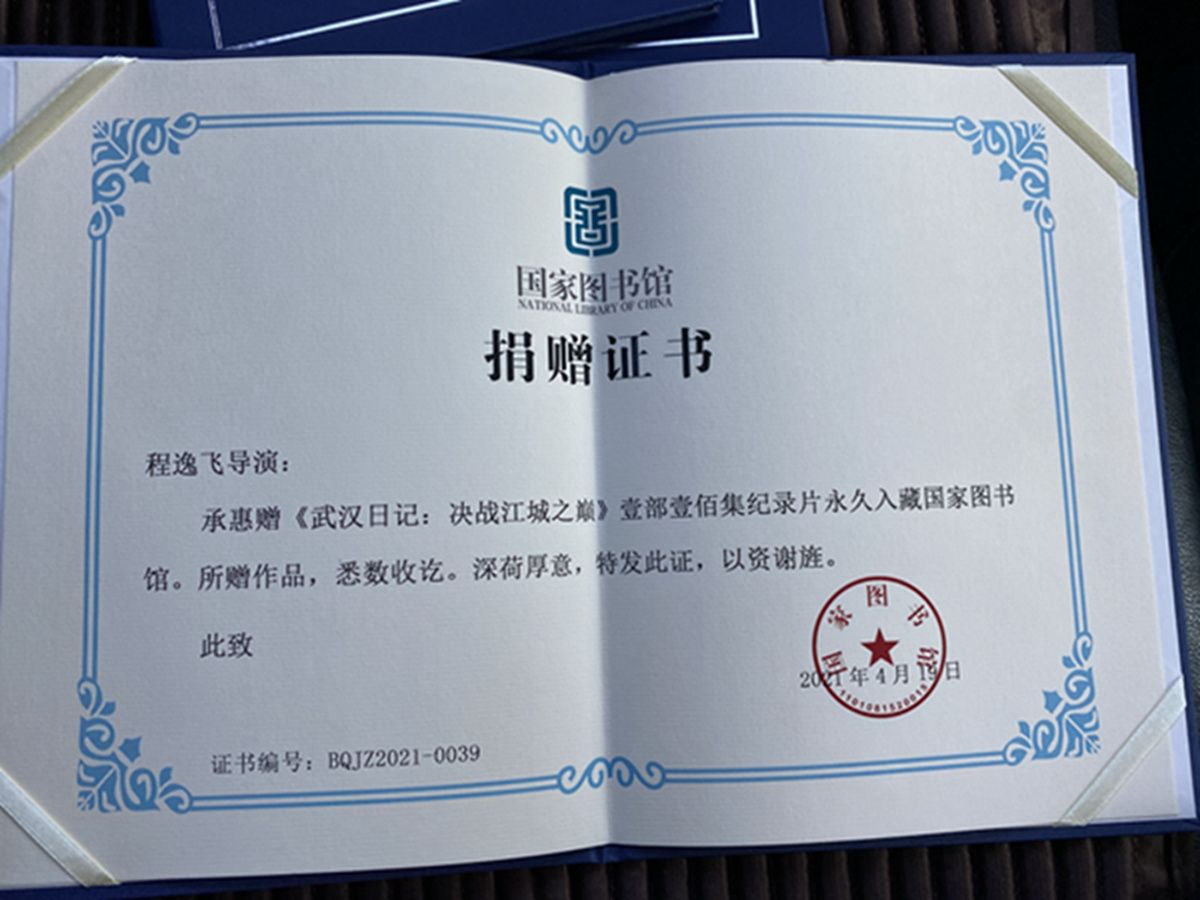 国家图书馆
NATIONAL LIBRARY OF CHINA
捐赠证书
程逸飞导演：
承惠赠《武汉日记：决战江城之巅》壹部壹佰集纪录片永久入藏国家图书
馆。所赠作品，悉数收讫。深荷厚意，特发此证，以资谢旌。
此致
国家图书馆
2021年4月19日
证书编号：BQJZ2021-0039